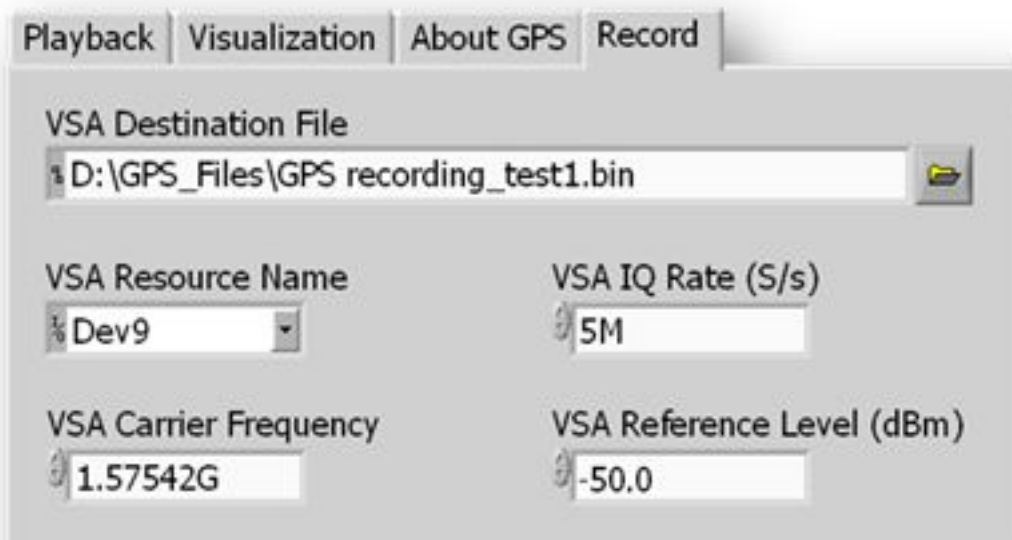 Playback Visualization About GPS Record
VSA Destination File
D:\GPS_Files\GPS recording_test1.bin
VSA Resource Name VSA IQ Rate (S/s)
Dev9 5M
VSA Carrier Frequency VSA Reference Level (dBm)
1.57542G -50.0